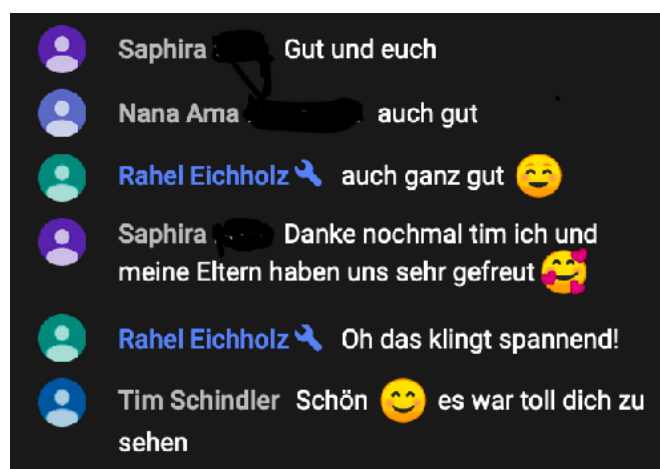 Saphira Gut und euch
Nana Ama auch gut
Rahel Eichholz auch ganz gut 😊
Saphira Danke nochmal tim ich und
meine Eltern haben uns sehr gefreut 🥰
Rahel Eichholz Oh das klingt spannend!
Tim Schindler Schön 😊 es war toll dich zu
sehen